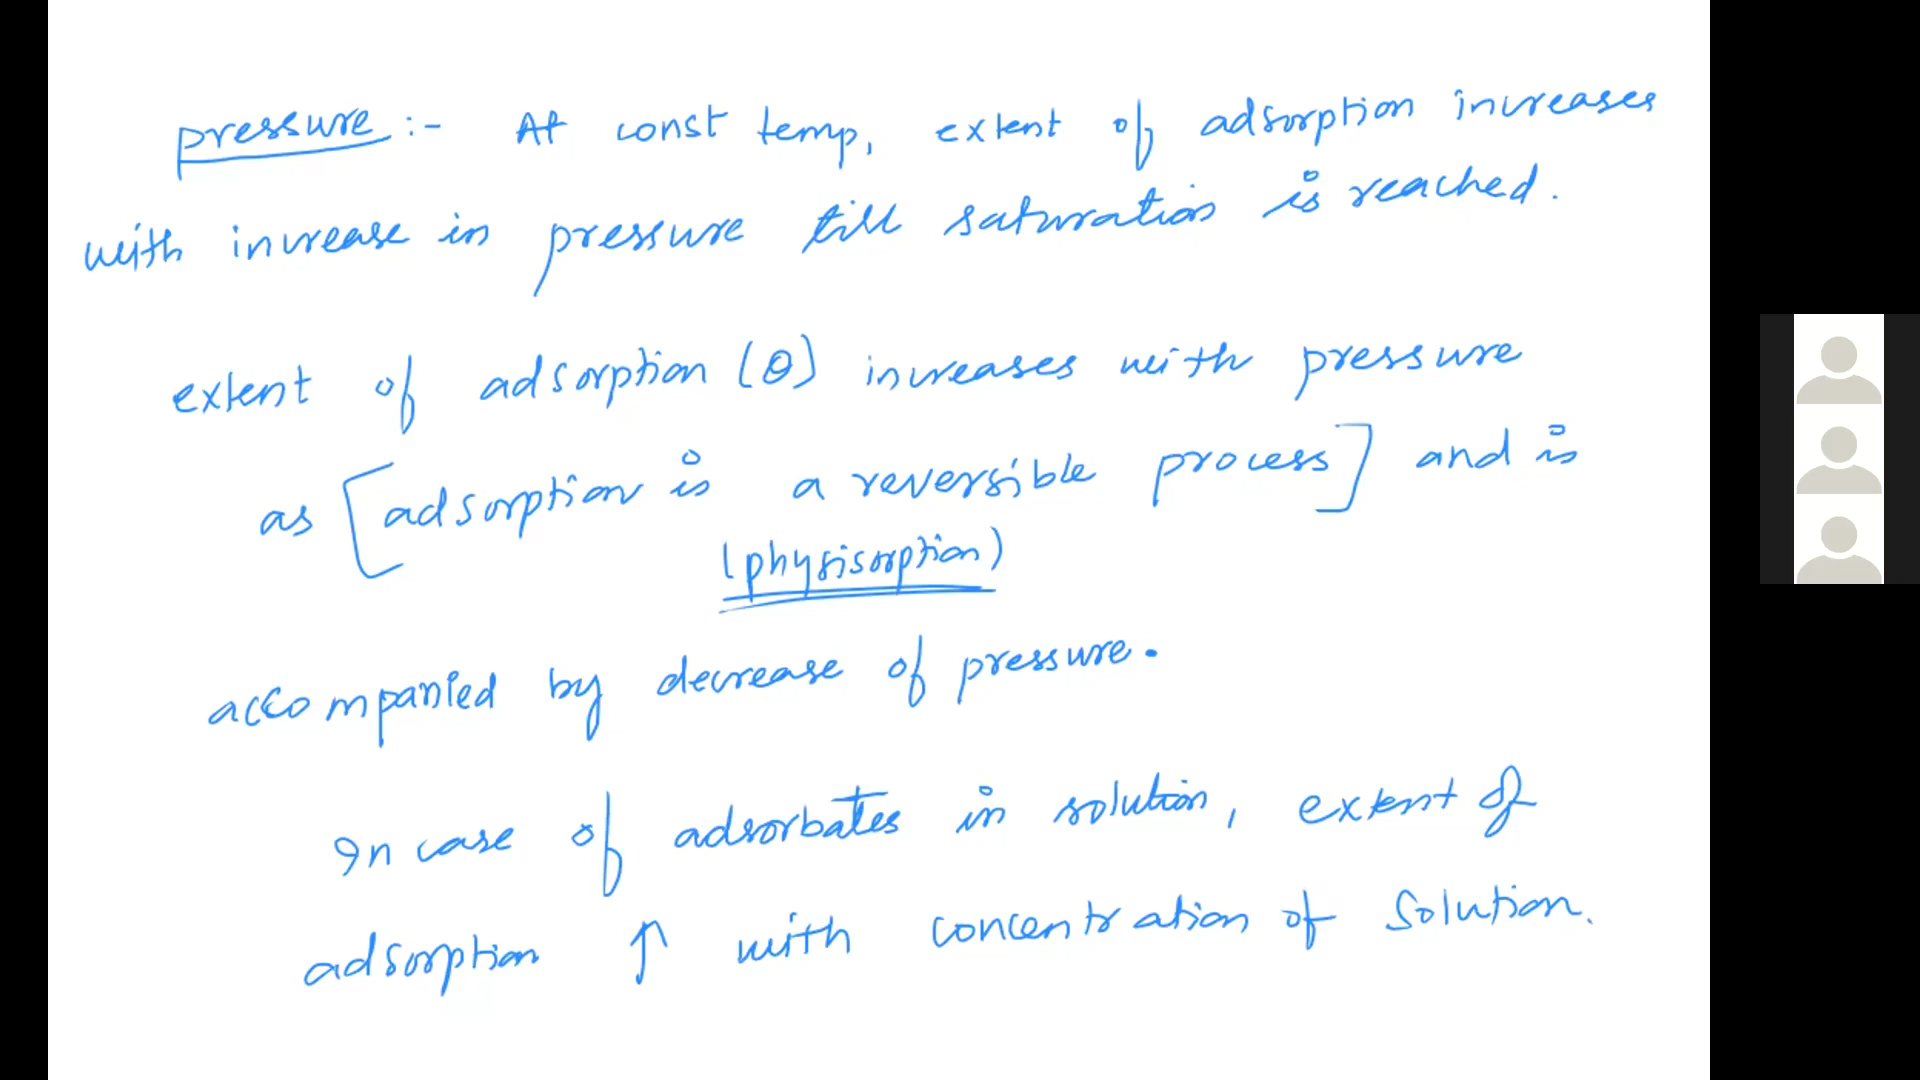 pressure :- At const temp, extent of adsorption increases
with increase in pressure till saturation is reached.
extent of adsorption (θ) increases with pressure
as [adsorption is a reversible process] and is
(physisorption)
accompanied by decrease of pressure.
In case of adsorbates in solution, extent of
adsorption ↑ with concentration of solution.